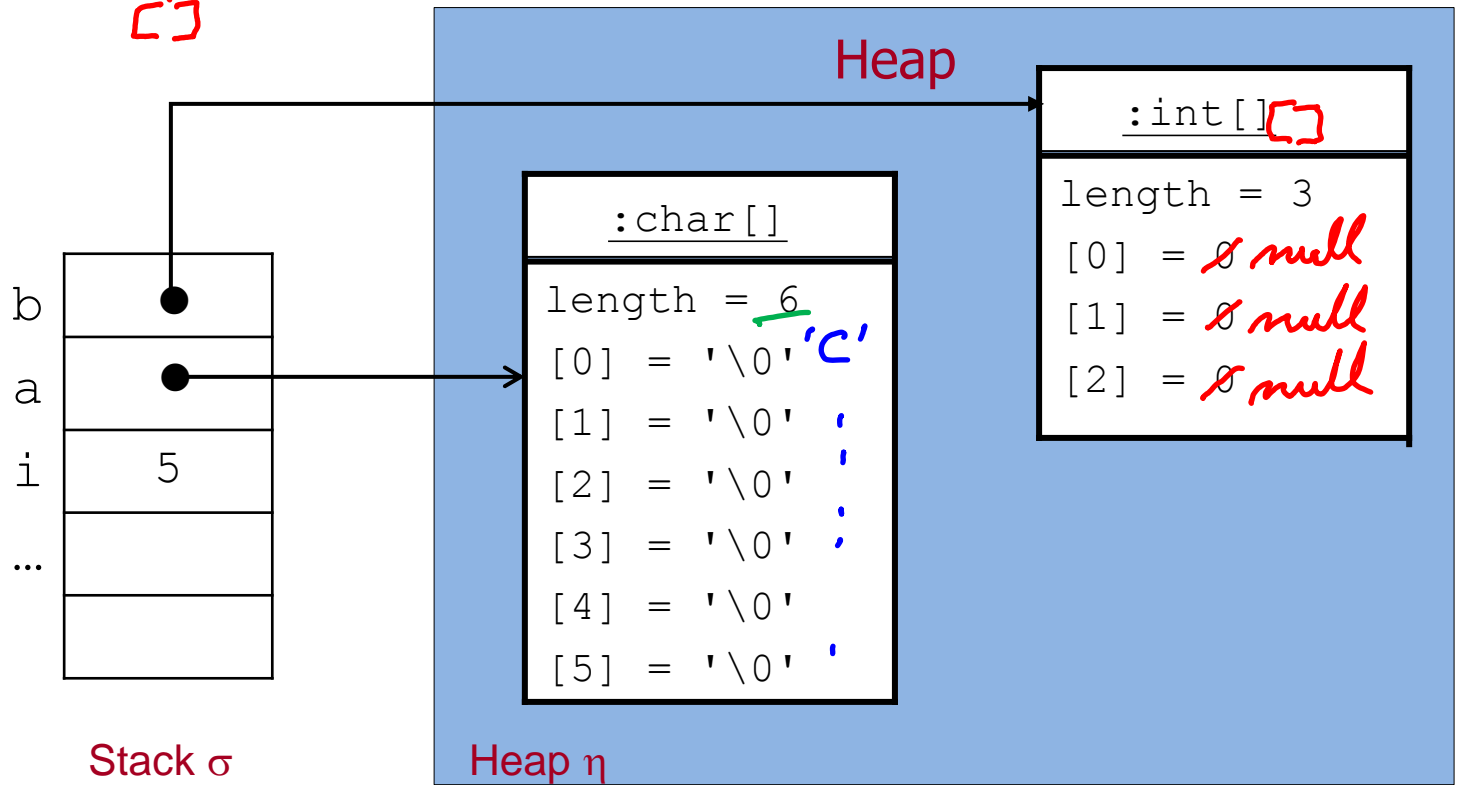 []
Heap
:int[][]
length = 3
[0] = 0 null
[1] = 0 null
[2] = 0 null
:char[]
length = 6
[0] = '\0' 'C'
[1] = '\0'
[2] = '\0'
[3] = '\0'
[4] = '\0'
[5] = '\0'
b
a
i 5
…
Stack σ
Heap η